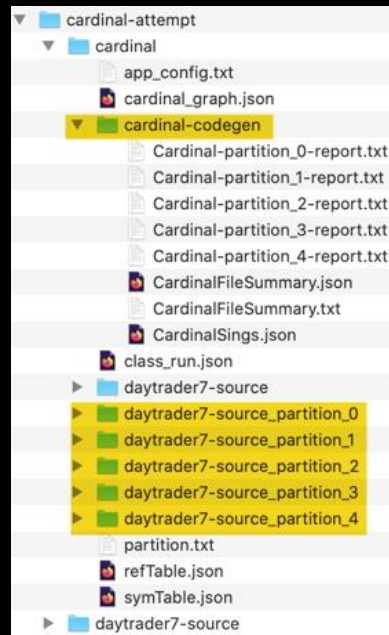 cardinal-attempt
cardinal
app_config.txt
cardinal_graph.json
cardinal-codegen
Cardinal-partition_0-report.txt
Cardinal-partition_1-report.txt
Cardinal-partition_2-report.txt
Cardinal-partition_3-report.txt
Cardinal-partition_4-report.txt
CardinalFileSummary.json
CardinalFileSummary.txt
CardinalSings.json
class_run.json
daytrader7-source
daytrader7-source_partition_0
daytrader7-source_partition_1
daytrader7-source_partition_2
daytrader7-source_partition_3
daytrader7-source_partition_4
partition.txt
refTable.json
symTable.json
daytrader7-source